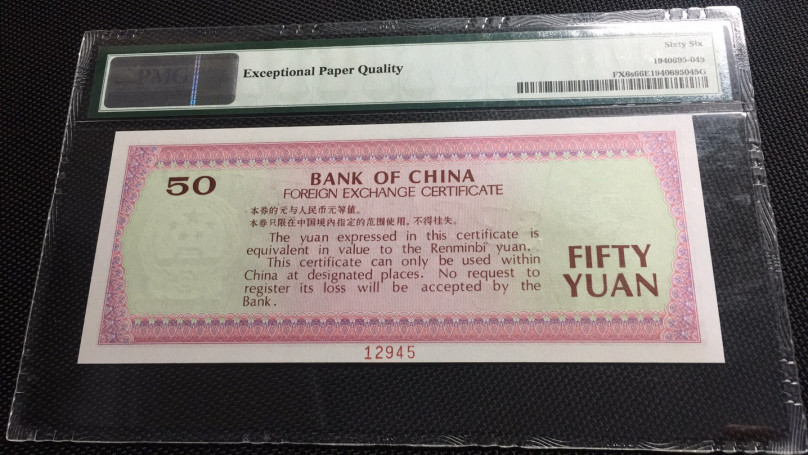 PMG
Exceptional Paper Quality
Sixty Six
1940695-045
FX6s66E1940695045G
50
BANK OF CHINA
FOREIGN EXCHANGE CERTIFICATE
本券的元与人民币元等值。
本券只限在中国境内指定的范围使用，不得挂失。
The yuan expressed in this certificate is
equivalent in value to the Renminbi yuan.
This certificate can only be used within
China at designated places. No request to
register its loss will be accepted by the
Bank.
FIFTY
YUAN
12945